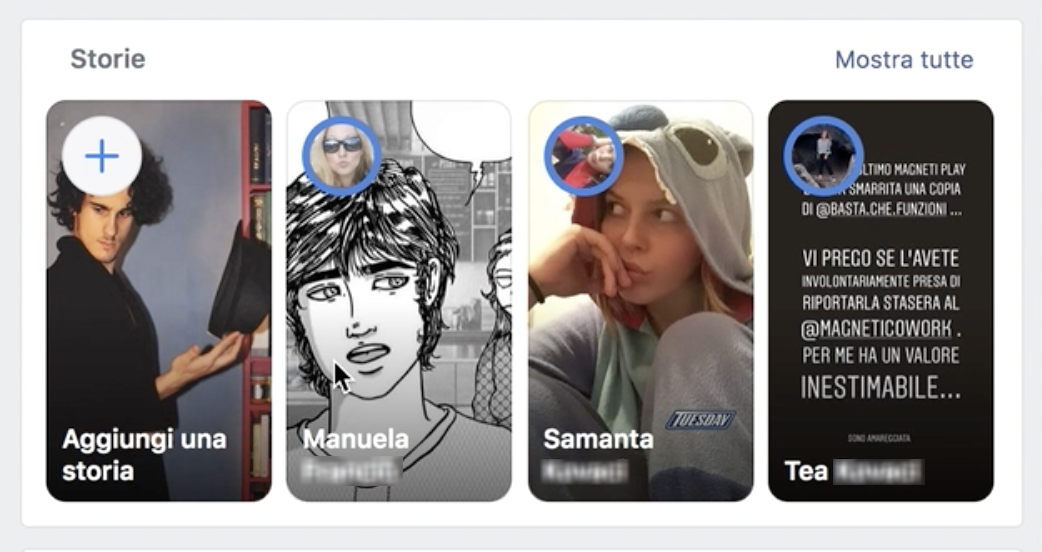 Storie
Mostra tutte
Aggiungi una
storia
Manuela
Samanta
TUESDAY
LTIMO MAGNETI PLAY
SMARRITA UNA COPIA
DI @BASTA.CHE.FUNZIONI ...
VI PREGO SE L'AVETE
INVOLONTARIAMENTE PRESA DI
RIPORTARLA STASERA AL
@MAGNETICOWORK .
PER ME HA UN VALORE
INESTIMABILE...
SONO AMAREGGIATA
Tea